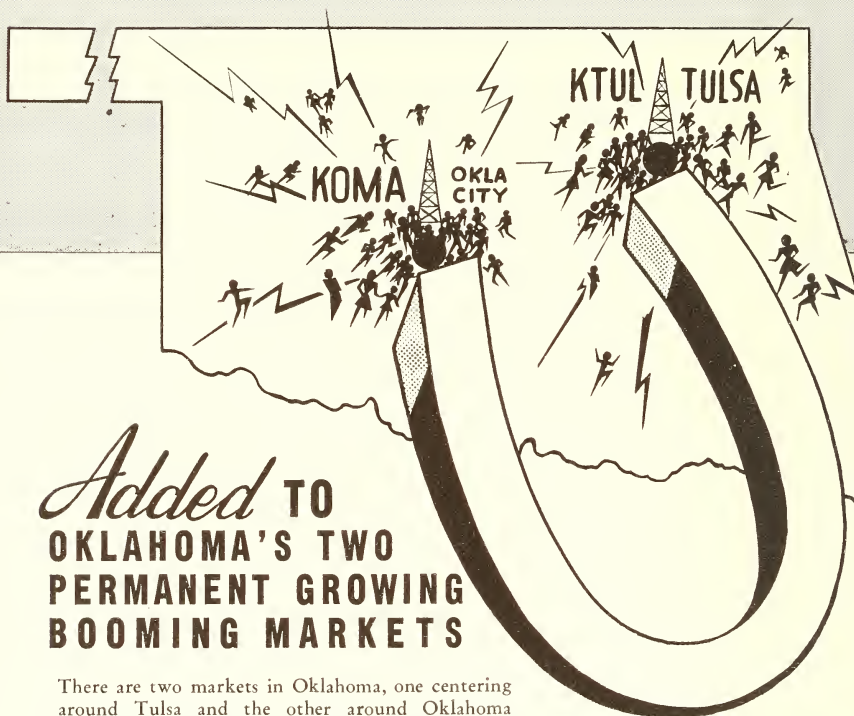 KTUL TULSA
KOMA OKLA
CITY
Added TO
OKLAHOMA'S TWO
PERMANENT GROWING
BOOMING MARKETS
There are two markets in Oklahoma, one centering
around Tulsa and the other around Oklahoma